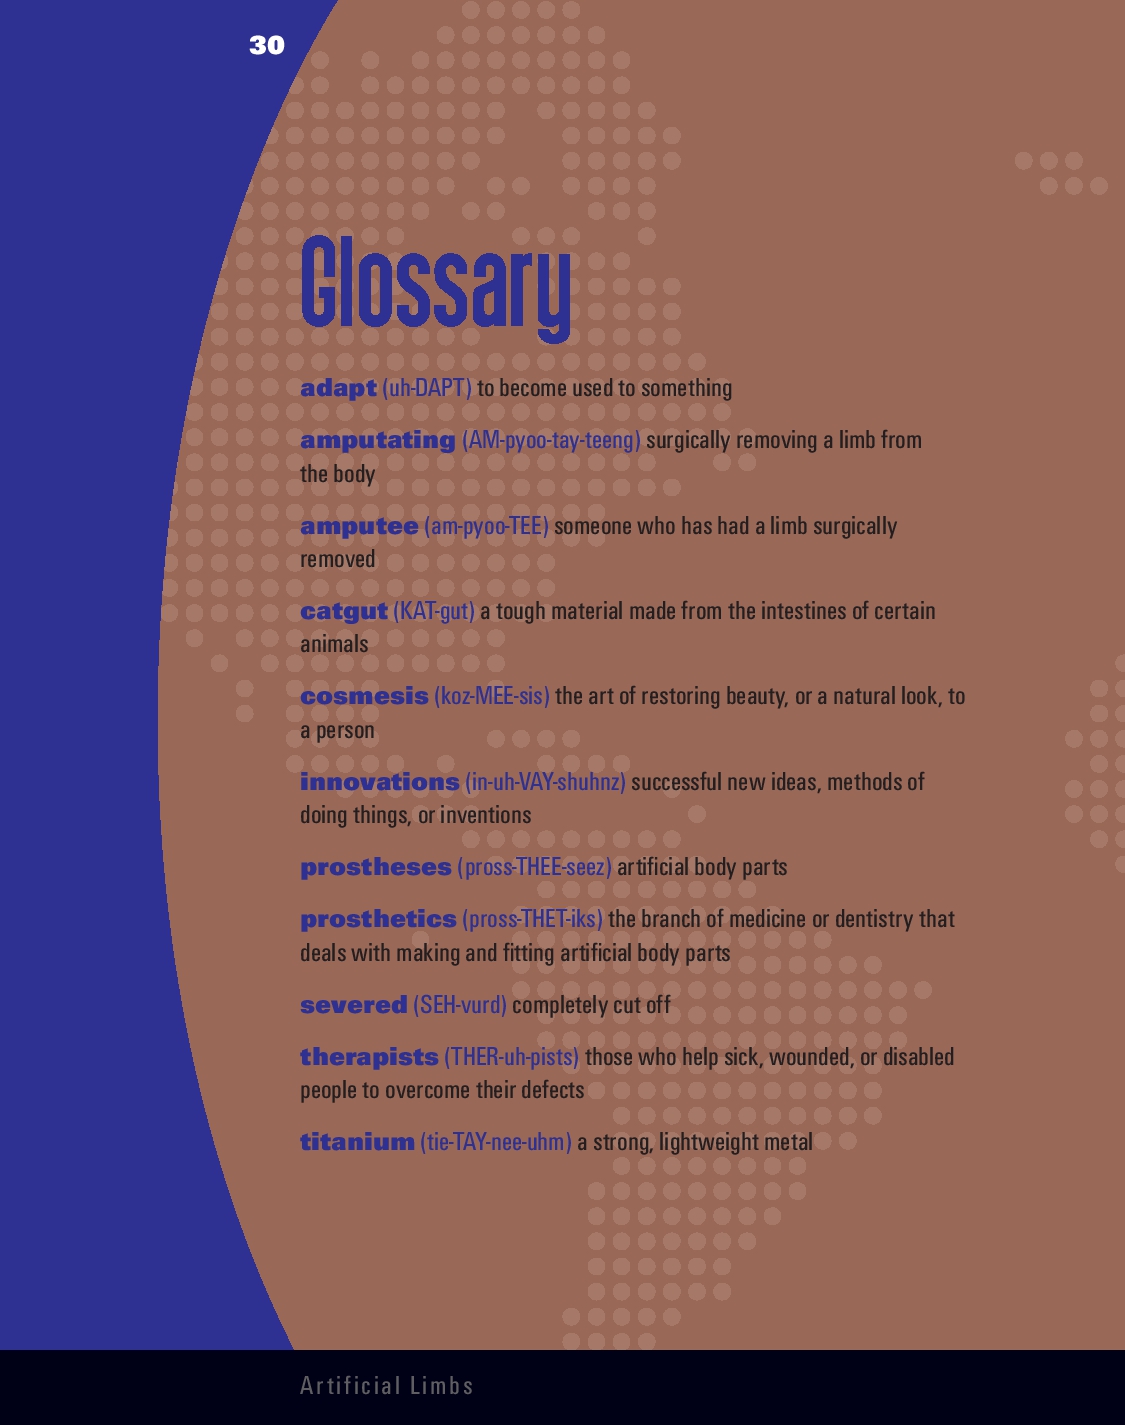 30
Glossary
adapt (uh-DAPT) to become used to something
amputating (AM-pyoo-tay-teeng) surgically removing a limb from
the body
amputee (am-pyoo-TEE) someone who has had a limb surgically
removed
catgut (KAT-gut) a tough material made from the intestines of certain
animals
cosmesis (koz-MEE-sis) the art of restoring beauty, or a natural look, to
a person
innovations (in-uh-VAY-shuhnz) successful new ideas, methods of
doing things, or inventions
prostheses (pross-THEE-seez) artificial body parts
prosthetics (pross-THET-iks) the branch of medicine or dentistry that
deals with making and fitting artificial body parts
severed (SEH-vurd) completely cut off
therapists (THER-uh-pists) those who help sick, wounded, or disabled
people to overcome their defects
titanium (tie-TAY-nee-uhm) a strong, lightweight metal
Artificial Limbs